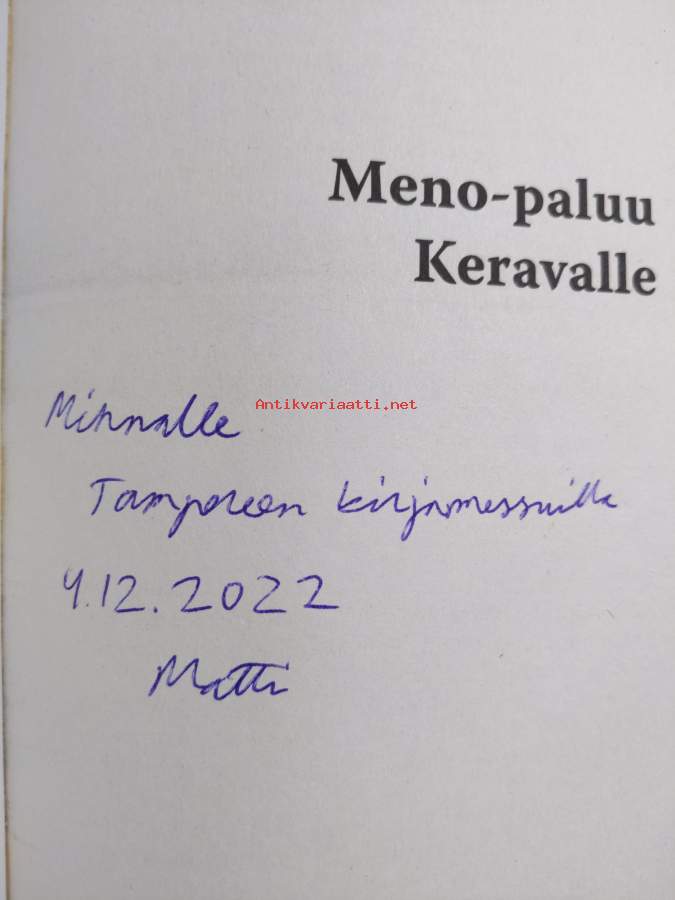 Meno-paluu
Keravalle
Minnalle
Antikvariaatti.net
Tampereen kirjamessuilla
4.12.2022
Matti